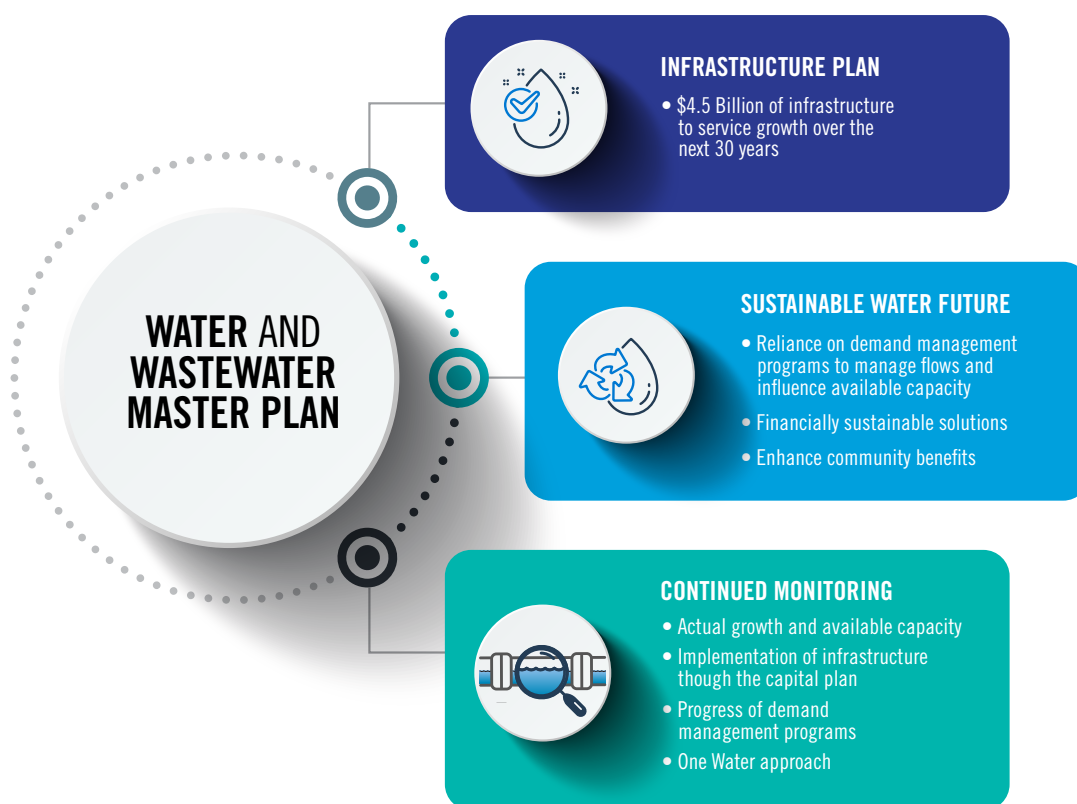 WATER AND
WASTEWATER
MASTER PLAN
INFRASTRUCTURE PLAN
• $4.5 Billion of infrastructure
to service growth over the
next 30 years
SUSTAINABLE WATER FUTURE
• Reliance on demand management
programs to manage flows and
influence available capacity
• Financially sustainable solutions
• Enhance community benefits
CONTINUED MONITORING
• Actual growth and available capacity
• Implementation of infrastructure
though the capital plan
• Progress of demand
management programs
• One Water approach